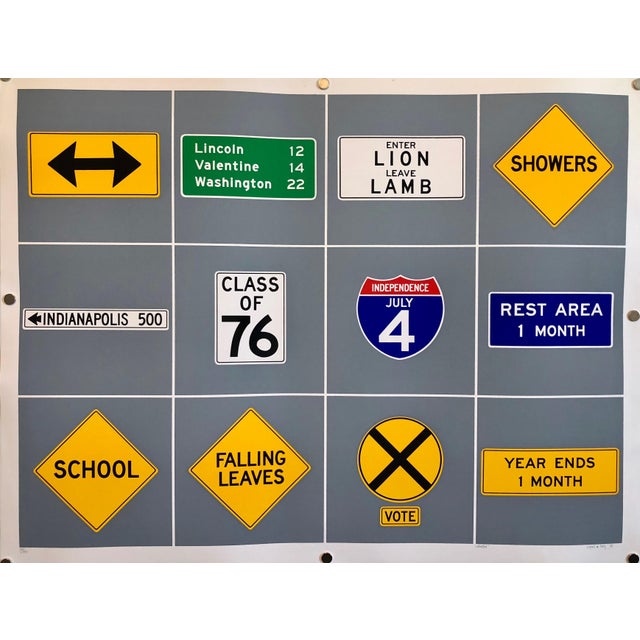 Lincoln 12
Valentine 14
Washington 22
ENTER
LION
LEAVE
LAMB
SHOWERS
INDIANAPOLIS 500
CLASS
OF
76
INDEPENDENCE
JULY
4
REST AREA
1 MONTH
SCHOOL
FALLING
LEAVES
VOTE
YEAR ENDS
1 MONTH